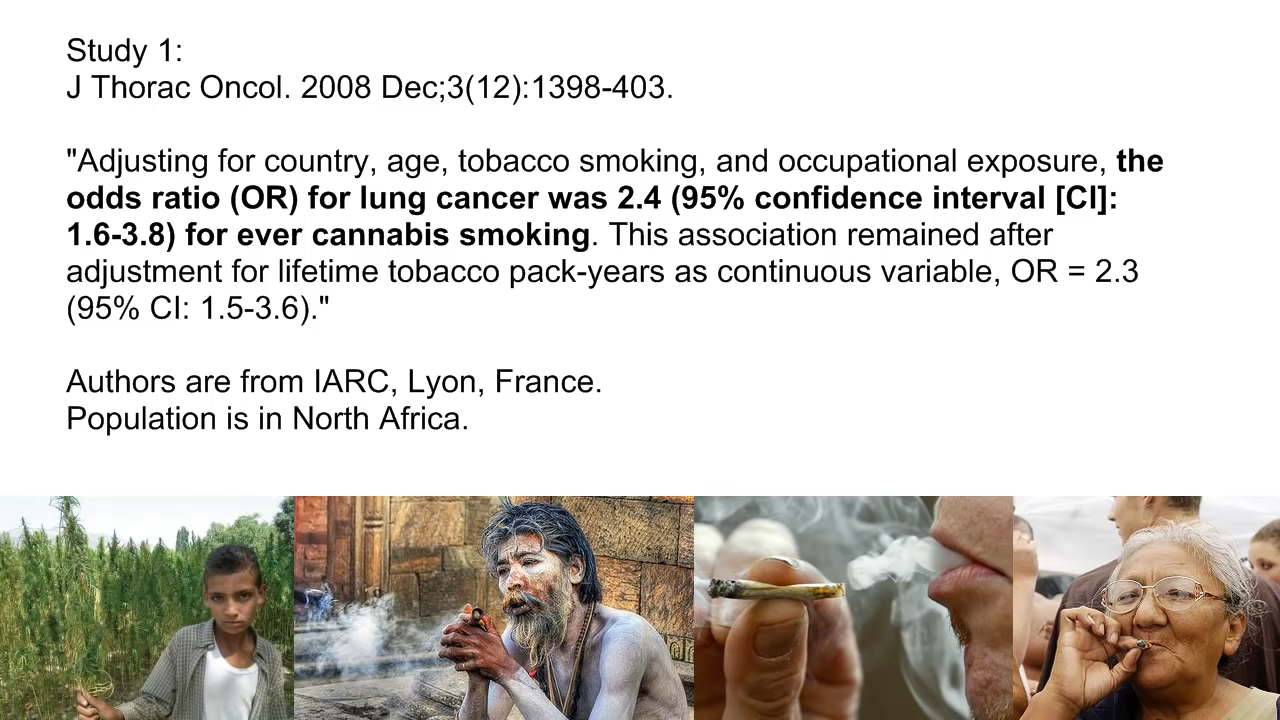 Study 1:
J Thorac Oncol. 2008 Dec;3(12):1398-403.
"Adjusting for country, age, tobacco smoking, and occupational exposure, the
odds ratio (OR) for lung cancer was 2.4 (95% confidence interval [CI]:
1.6-3.8) for ever cannabis smoking. This association remained after
adjustment for lifetime tobacco pack-years as continuous variable, OR = 2.3
(95% CI: 1.5-3.6)."
Authors are from IARC, Lyon, France.
Population is in North Africa.